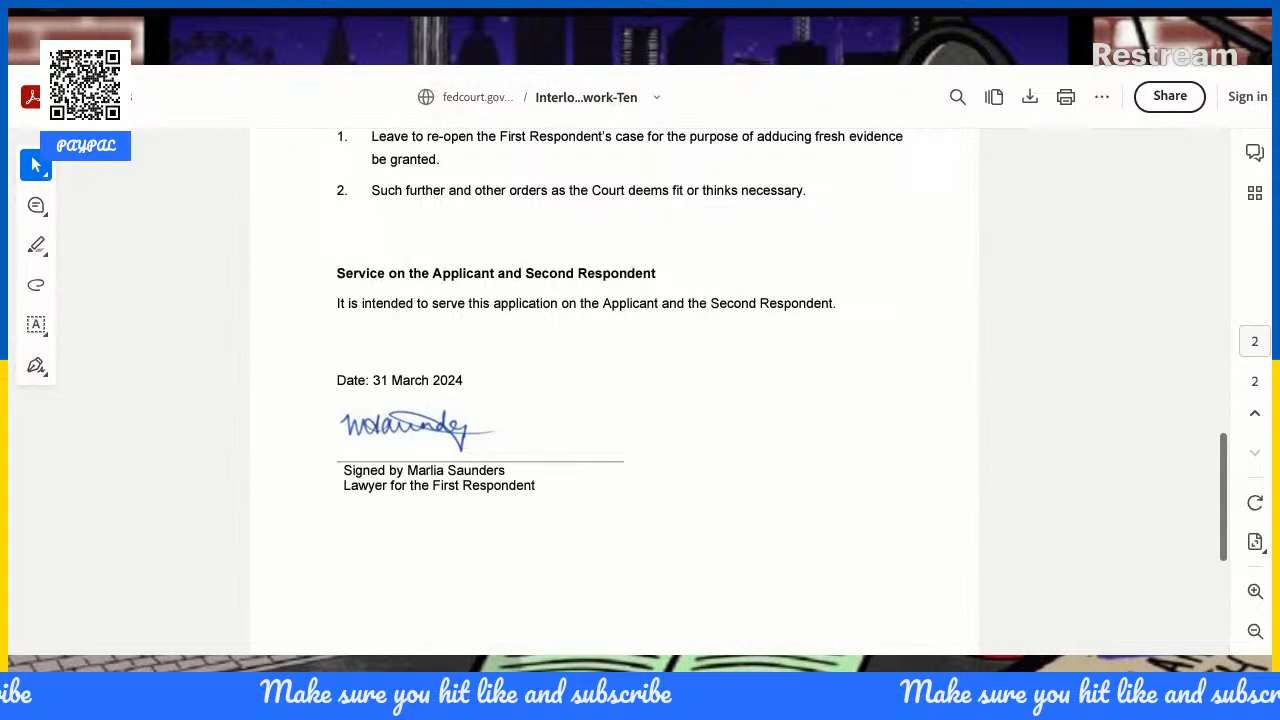 Restream
fedcourt.gov... / Interlo...work-Ten
Share
Sign in
PAYPAL
1. Leave to re-open the First Respondent's case for the purpose of adducing fresh evidence
be granted.
2. Such further and other orders as the Court deems fit or thinks necessary.
Service on the Applicant and Second Respondent
It is intended to serve this application on the Applicant and the Second Respondent.
Date: 31 March 2024
Signed by Marlia Saunders
Lawyer for the First Respondent
2
2
ibe Make sure you hit like and subscribe Make sure you hit like and subscr